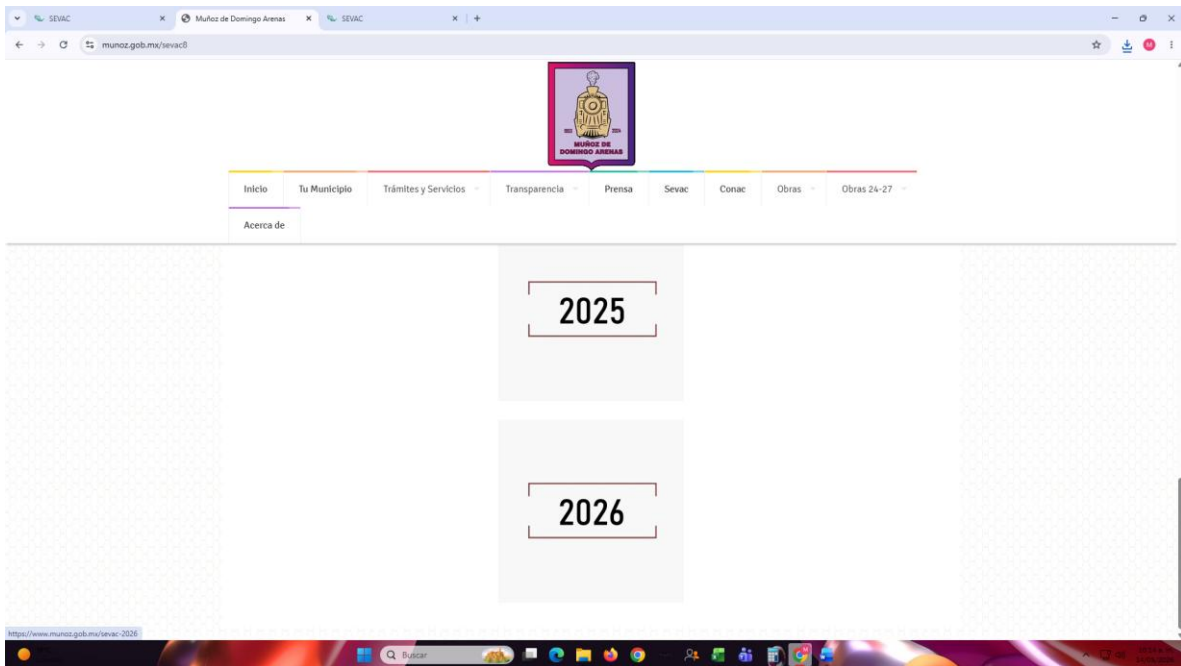 SEVAC
Muñoz de Domingo Arenas
SEVAC
munoz.gob.mx/sevac8
MUÑOZ DE
DOMINGO ARENAS
Inicio
Tu Municipio
Trámites y Servicios
Transparencia
Prensa
Sevac
Conac
Obras
Obras 24-27
Acerca de
2025
2026
https://www.munoz.gob.mx/sevac-2026
Buscar